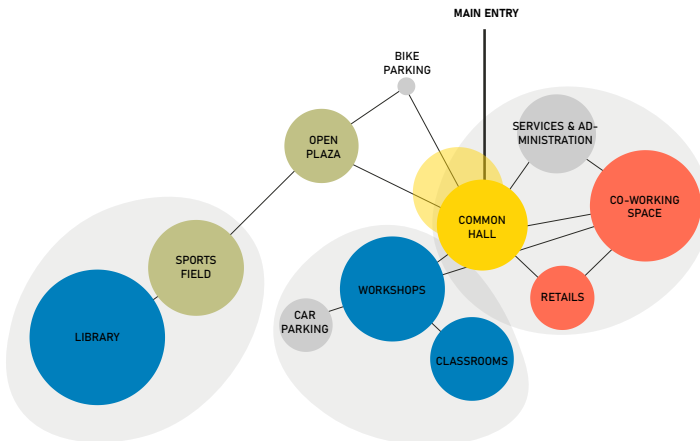 MAIN ENTRY
BIKE
PARKING
SERVICES & AD-
MINISTRATION
OPEN
PLAZA
CO-WORKING
SPACE
COMMON
HALL
SPORTS
FIELD
WORKSHOPS
RETAILS
CAR
PARKING
LIBRARY
CLASSROOMS